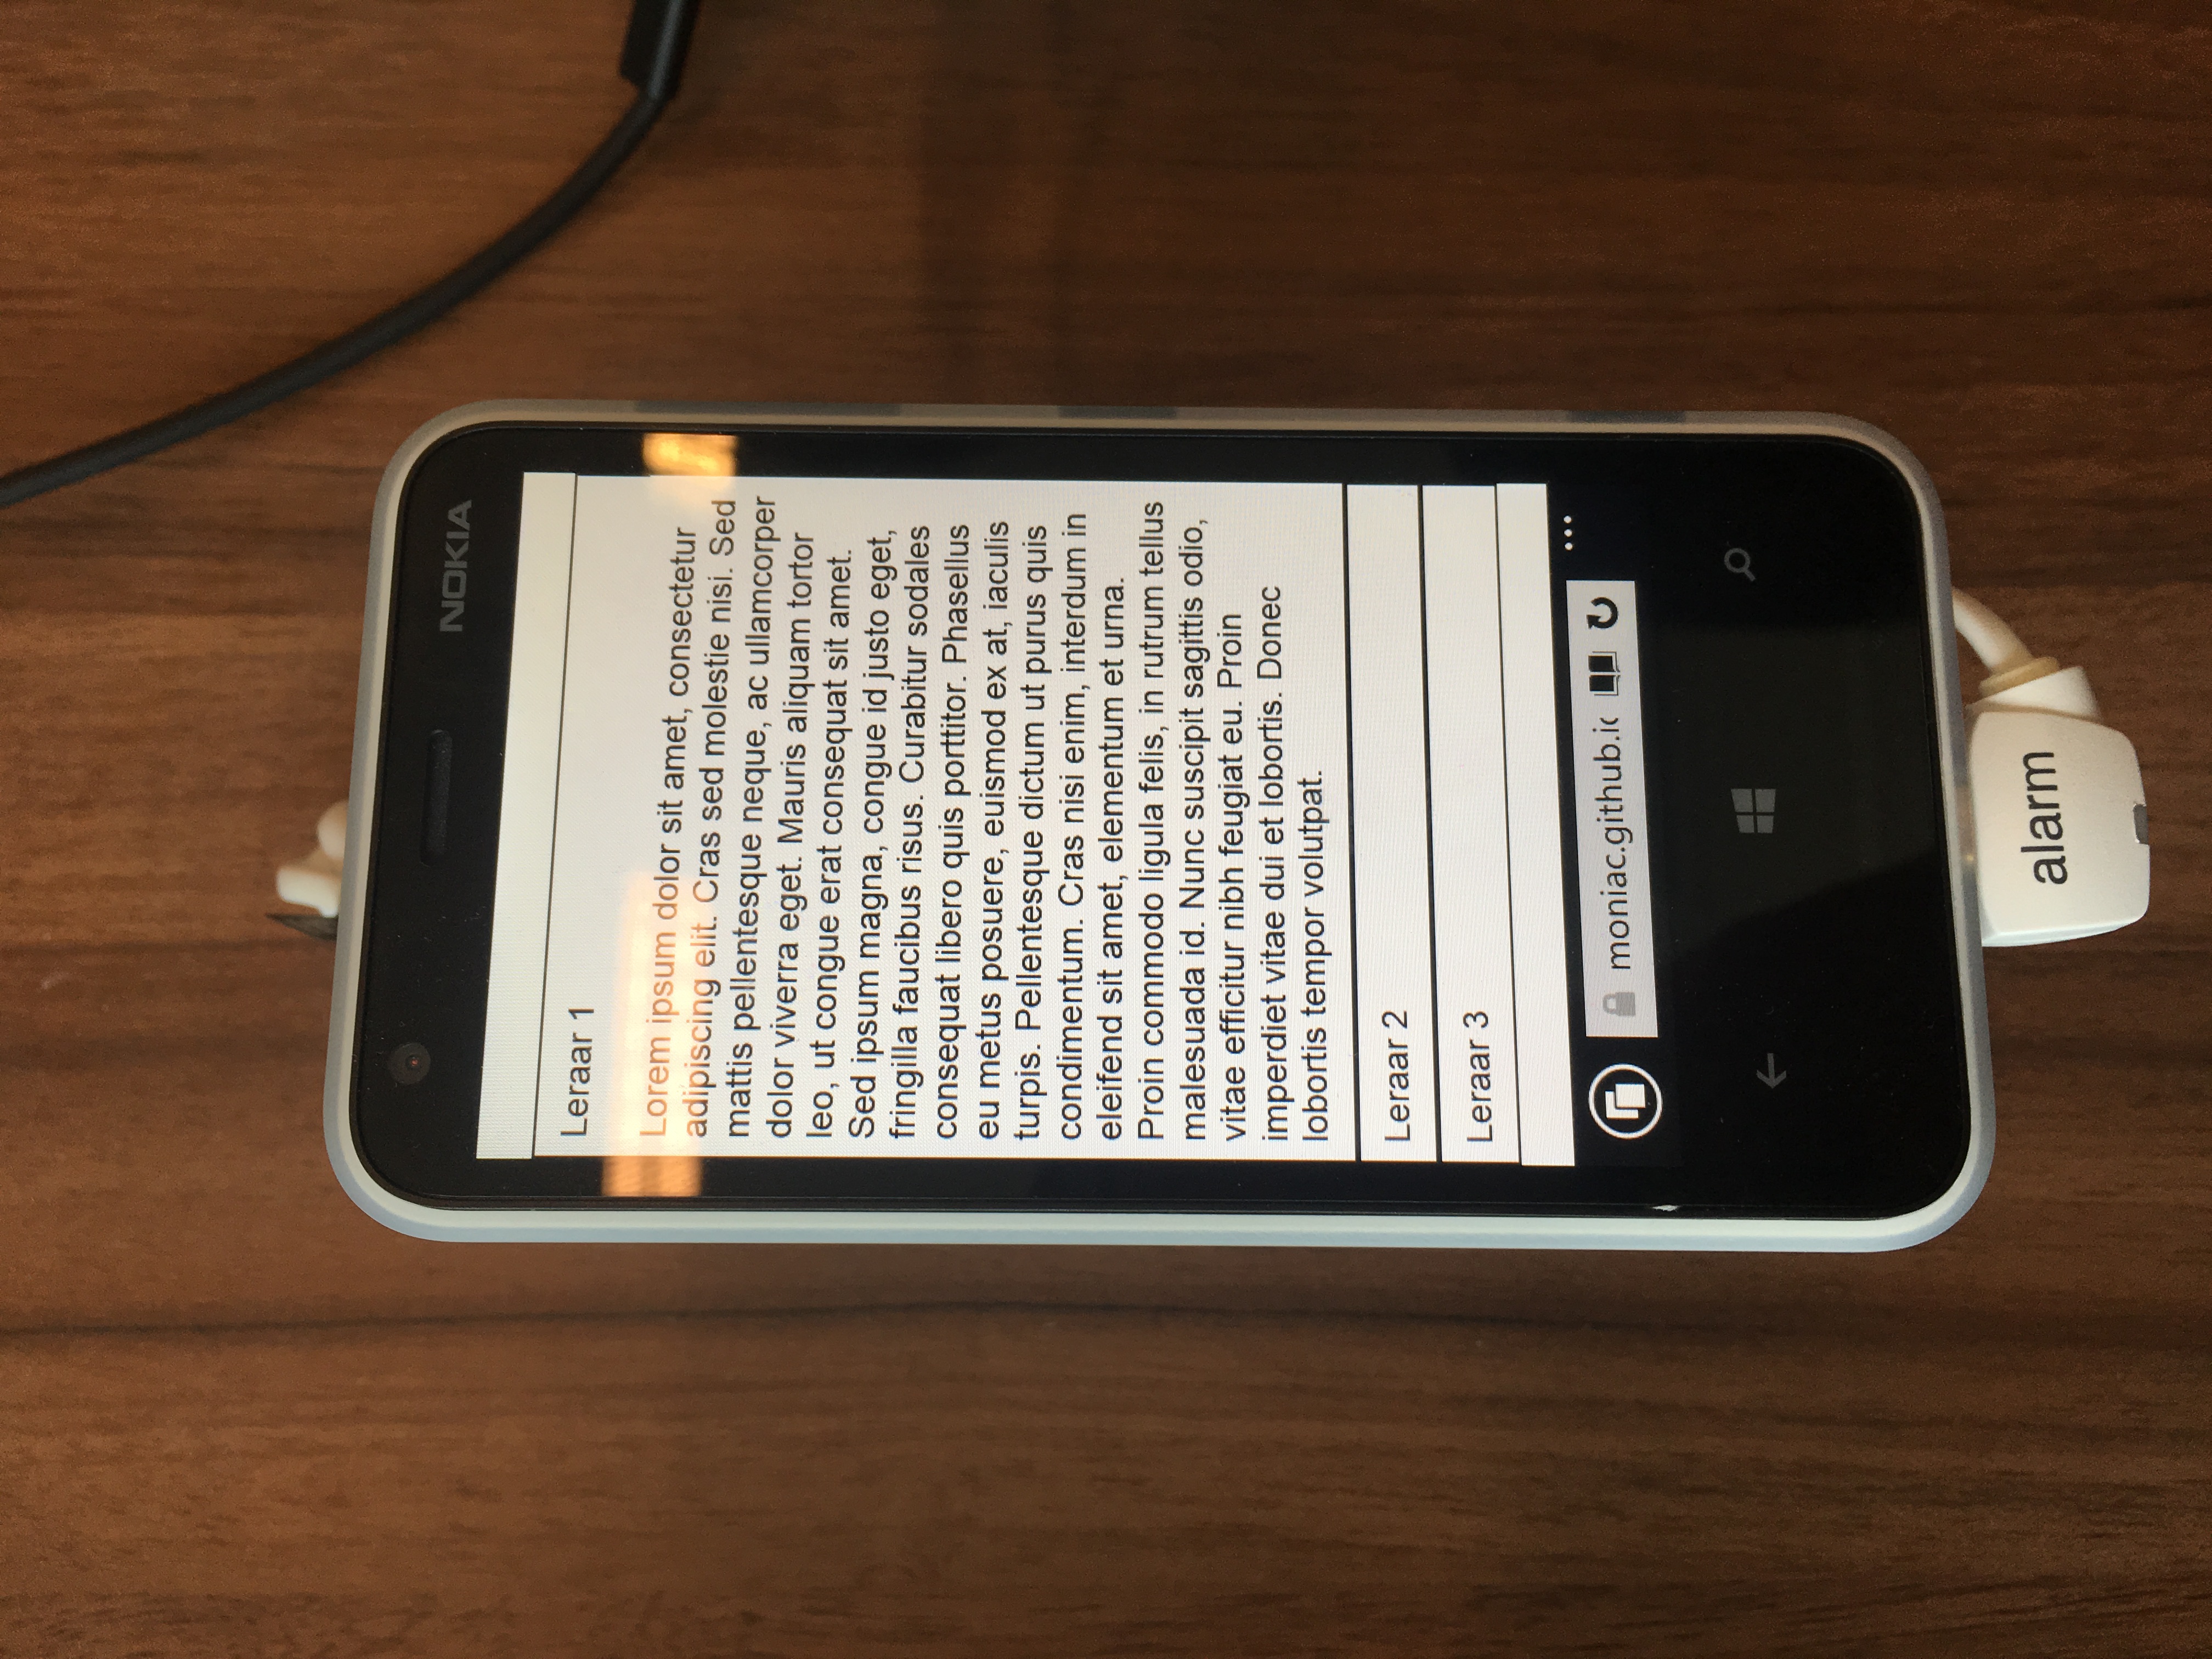 NOKIA
Leraar 1
Lorem ipsum dolor sit amet, consectetur
adipiscing elit. Cras sed molestie nisi. Sed
mattis pellentesque neque, ac ullamcorper
dolor viverra eget. Mauris aliquam tortor
leo, ut congue erat consequat sit amet.
Sed ipsum magna, congue id justo eget,
fringilla faucibus risus. Curabitur sodales
consequat libero quis porttitor. Phasellus
eu metus posuere, euismod ex at, iaculis
turpis. Pellentesque dictum ut purus quis
condimentum. Cras nisi enim, interdum in
eleifend sit amet, elementum et urna.
Proin commodo ligula felis, in rutrum tellus
malesuada id. Nunc suscipit sagittis odio,
vitae efficitur nibh feugiat eu. Proin
imperdiet vitae dui et lobortis. Donec
lobortis tempor volutpat.
Leraar 2
Leraar 3
moniac.github.io
alarm